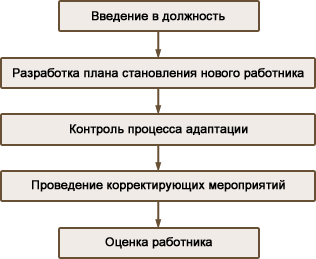 Введение в должность
Разработка плана становления нового работника
Контроль процесса адаптации
Проведение корректирующих мероприятий
Оценка работника